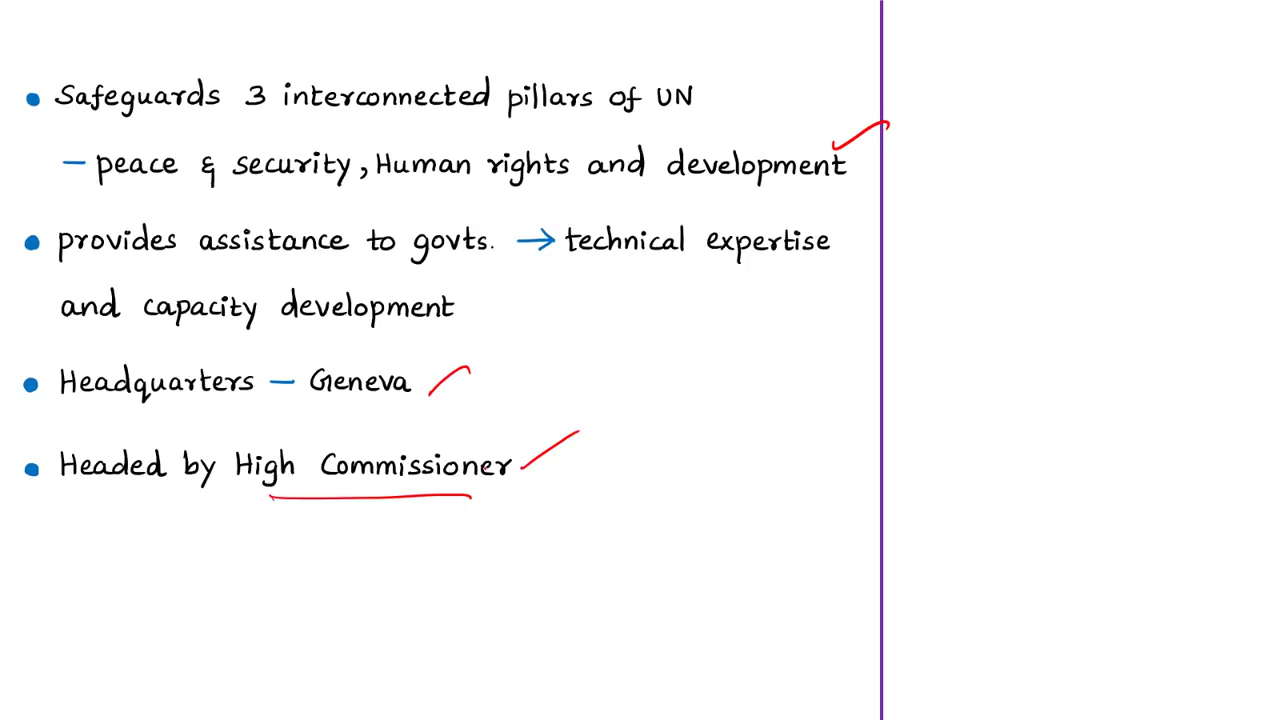 • Safeguards 3 interconnected pillars of UN
– peace & security, Human rights and development
• provides assistance to govts. → technical expertise
and capacity development
• Headquarters – Geneva
• Headed by High Commissioner